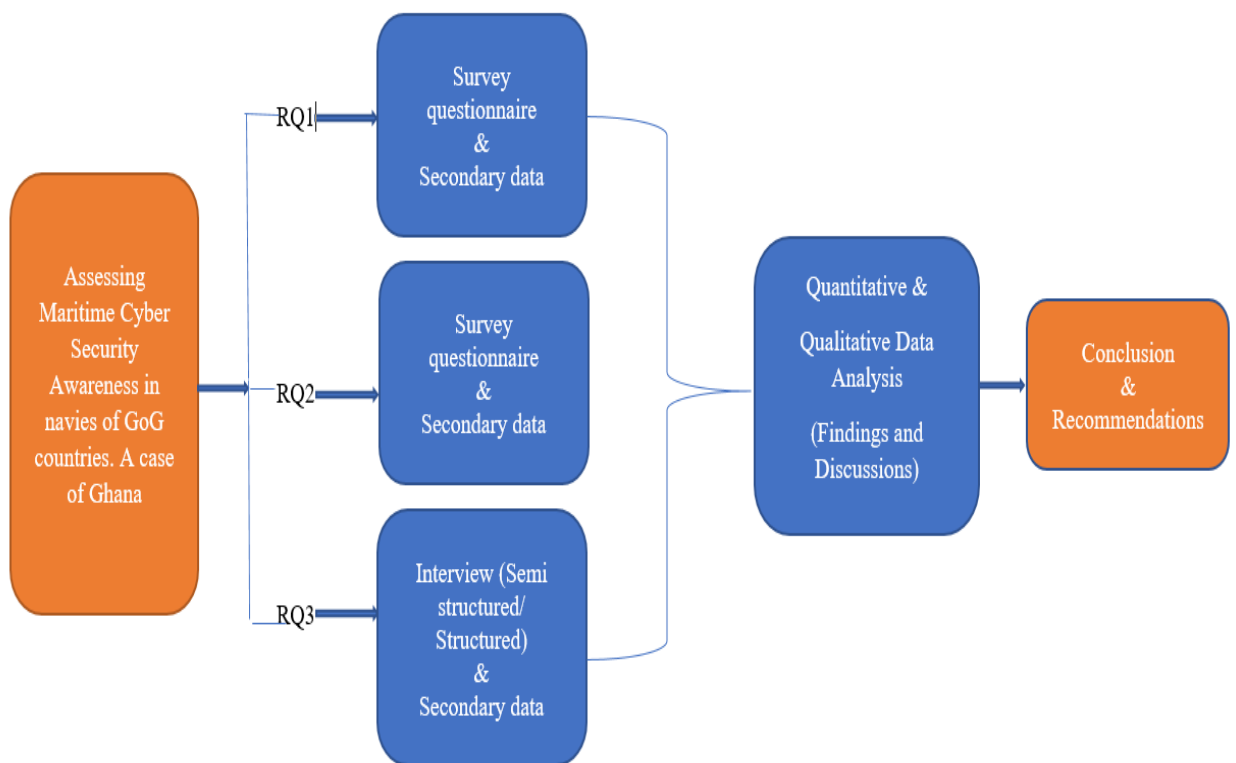 Assessing
Maritime Cyber
Security
Awareness in
navies of GoG
countries. A case
of Ghana
RQ1
Survey
questionnaire
&
Secondary data
RQ2
Survey
questionnaire
&
Secondary data
RQ3
Interview (Semi
structured/
Structured)
&
Secondary data
Quantitative &
Qualitative Data
Analysis
(Findings and
Discussions)
Conclusion
&
Recommendations